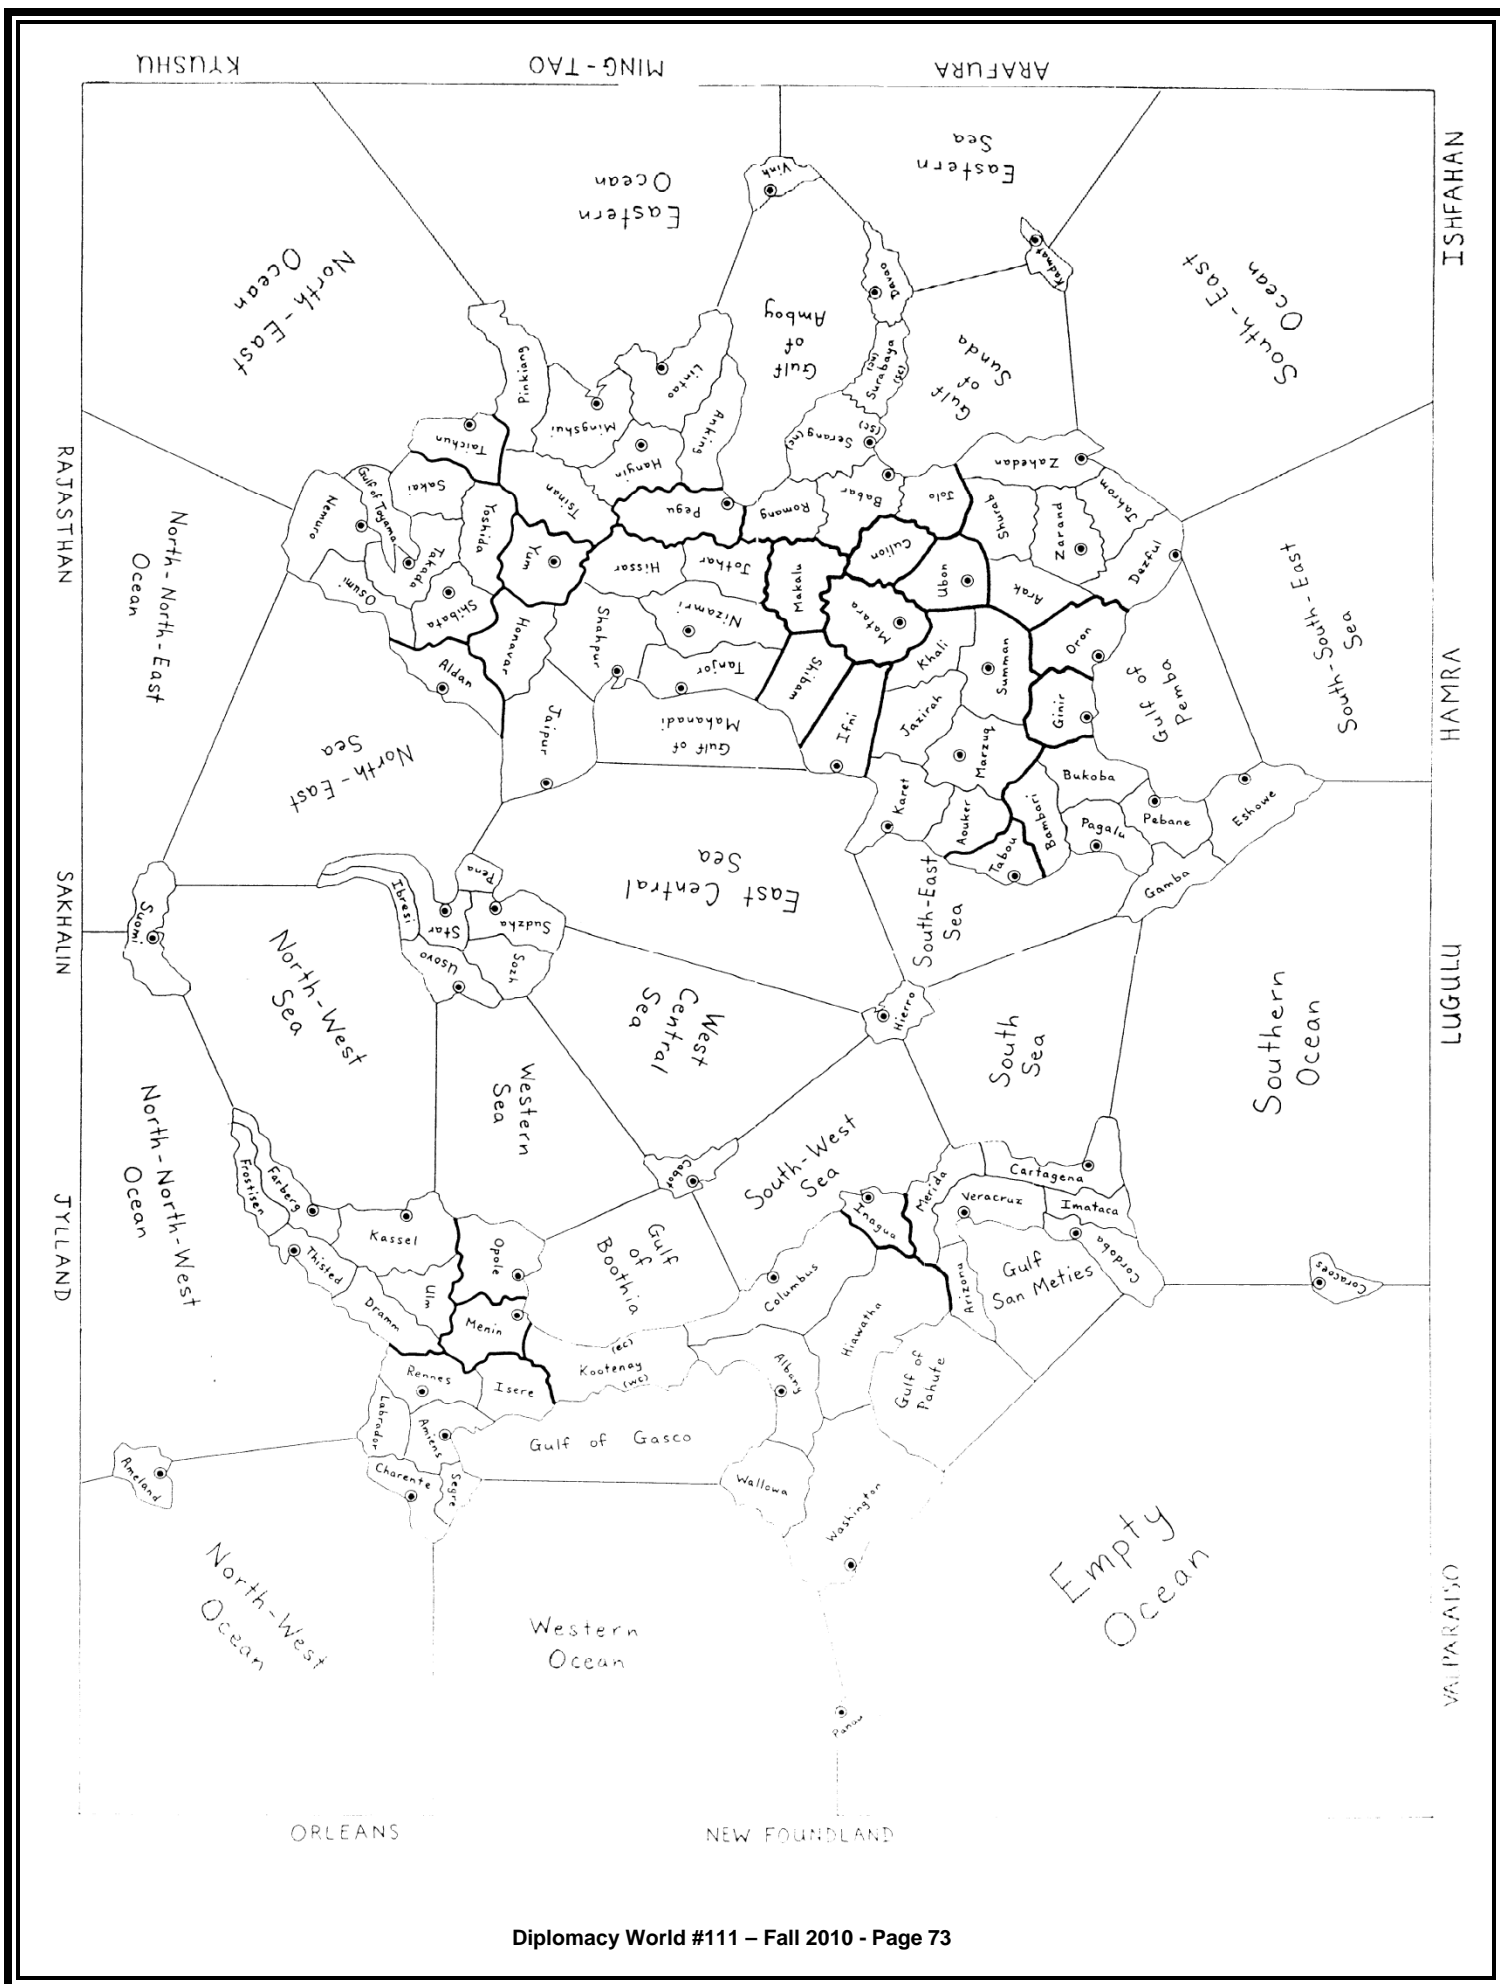 KYUSHU
MING-TAO
ARAFURA
ISHFAHAN
HAMRA
LUGULU
VALPARAISO
RAJASTHAN
SAKHALIN
JYLLAND
ORLEANS
NEW FOUNDLAND
Eastern
Sea
Eastern
Ocean
Vinh
North-East
Ocean
Kadmat
South-East
Ocean
Davao
Gulf
of
Amboy
Surabaya
(SC)
Gulf
of
Sunda
Pinkiang
Lintao
Mingshui
Anking
Hanyin
Serang (nc)
(SC)
Taichun
Zahedan
Gulf of Toyama
Sakai
Tsinan
Babar
Jolo
Jahrom
Nemuro
Yoshida
Pegu
Romang
Shurab
Zarand
North-North-East
Ocean
Takada
Yum
Hissar
Jothar
Makalu
Culion
Ubon
Arak
Dezful
South-South-East
Sea
Osumi
Shibata
Honavar
Shahpur
Nizamri
Matara
Khali
Summan
Oron
Aldan
Tanjor
Shibam
Gulf of
Pemba
Jaipur
Gulf of
Mahanadi
Ifni
Jazirah
Ginir
Marzuq
North-East
Sea
Karet
Aouker
Bambari
Bukoba
Pagalu
Pebane
Eshowe
Tabou
Gamba
Pena
East Central
Sea
South-East
Sea
Ibresi
Star
Sudzha
Suomi
Usovo
Sozh
North-West
Sea
West
Central
Sea
Hierro
South
Sea
Southern
Ocean
Western
Sea
North-North-West
Ocean
South-West
Sea
Cabot
Frostisen
Farberg
Kassel
Opole
Gulf
of
Boothia
Inagua
Merida
Cartagena
Veracruz
Imataca
Cordoba
Thisted
Ulm
Columbus
Arizona
Gulf
San Meties
Coracoes
Dramm
Menin
Hiawatha
(ec)
Kootenay
(wc)
Albany
Gulf of
Pahute
Rennes
Isere
Labrador
Amiens
Gulf of Gasco
Ameland
Charente
Segre
Wallowa
Washington
North-West
Ocean
Western
Ocean
Empty
Ocean
Diplomacy World #111 – Fall 2010 - Page 73